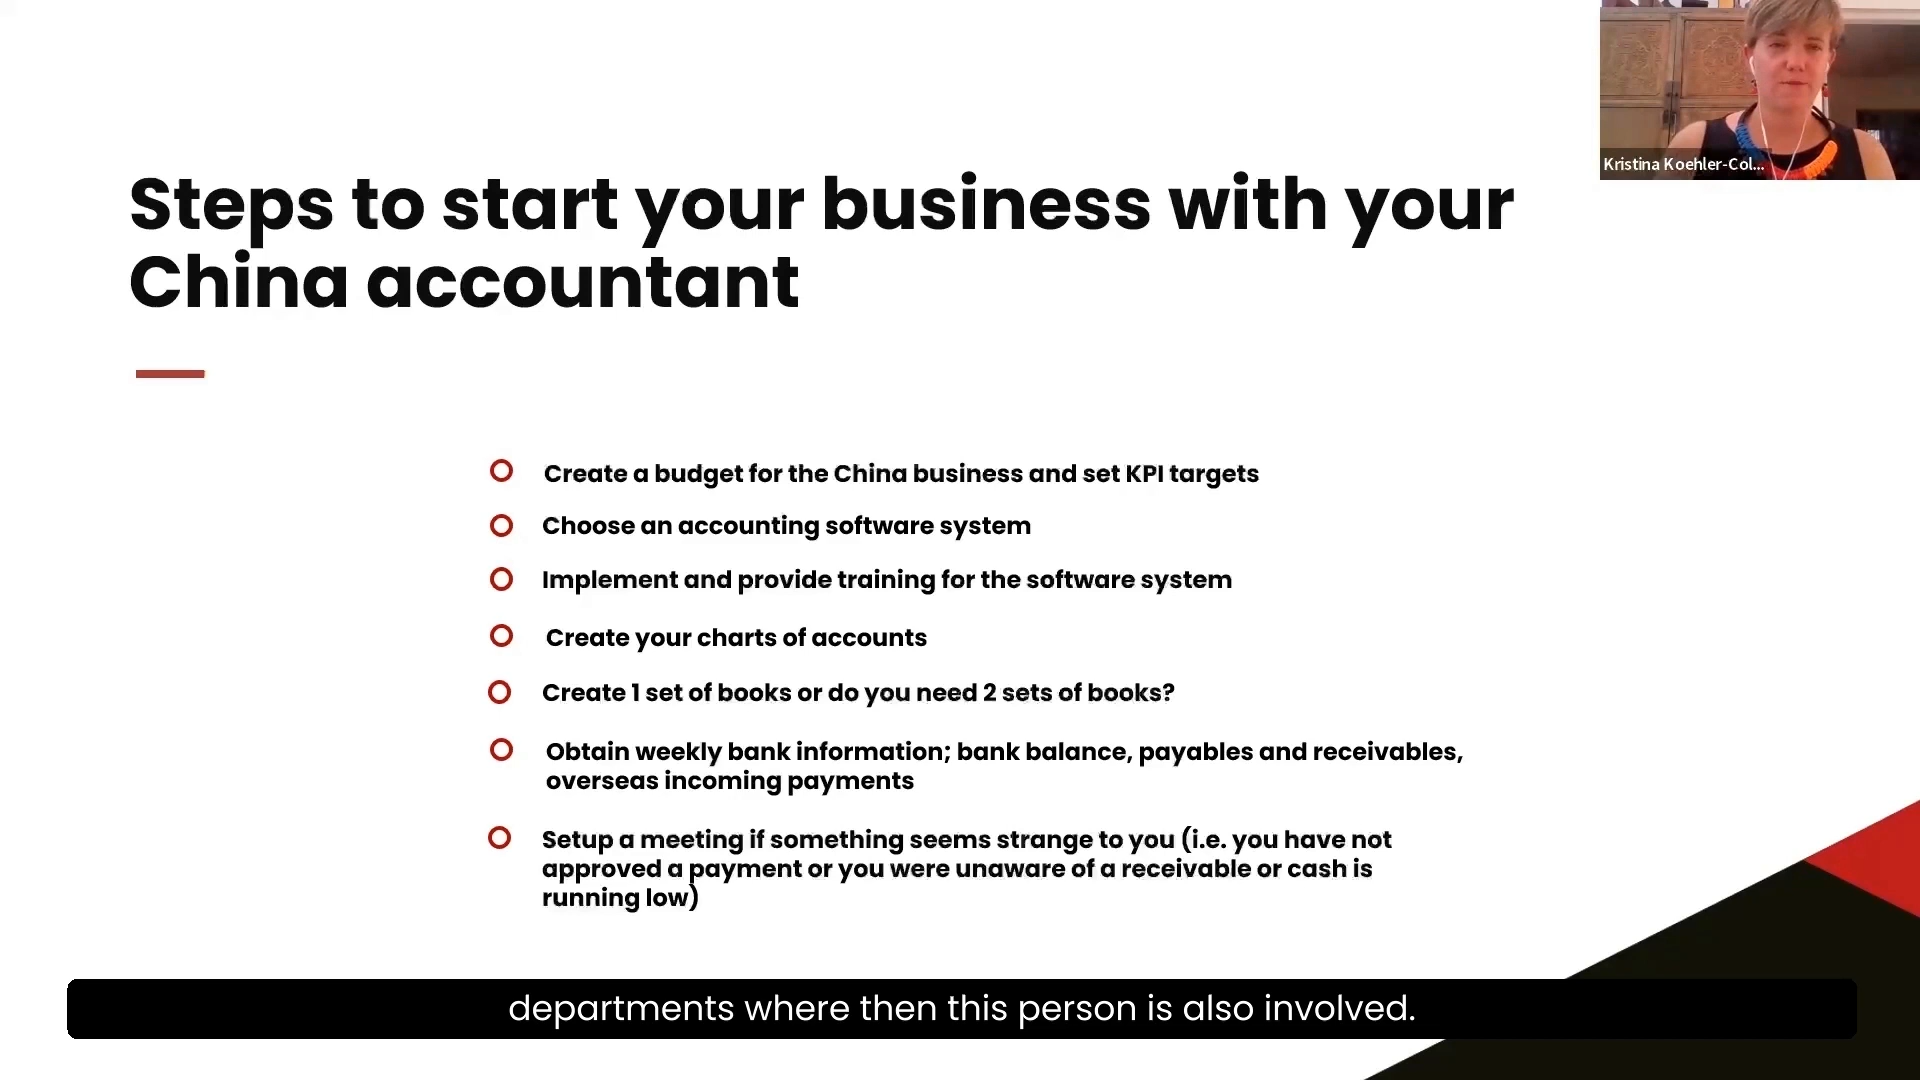 Kristina Koehler-Col...
Steps to start your business with your
China accountant
Create a budget for the China business and set KPI targets
Choose an accounting software system
Implement and provide training for the software system
Create your charts of accounts
Create 1 set of books or do you need 2 sets of books?
Obtain weekly bank information; bank balance, payables and receivables,
overseas incoming payments
Setup a meeting if something seems strange to you (i.e. you have not
approved a payment or you were unaware of a receivable or cash is
running low)
departments where then this person is also involved.